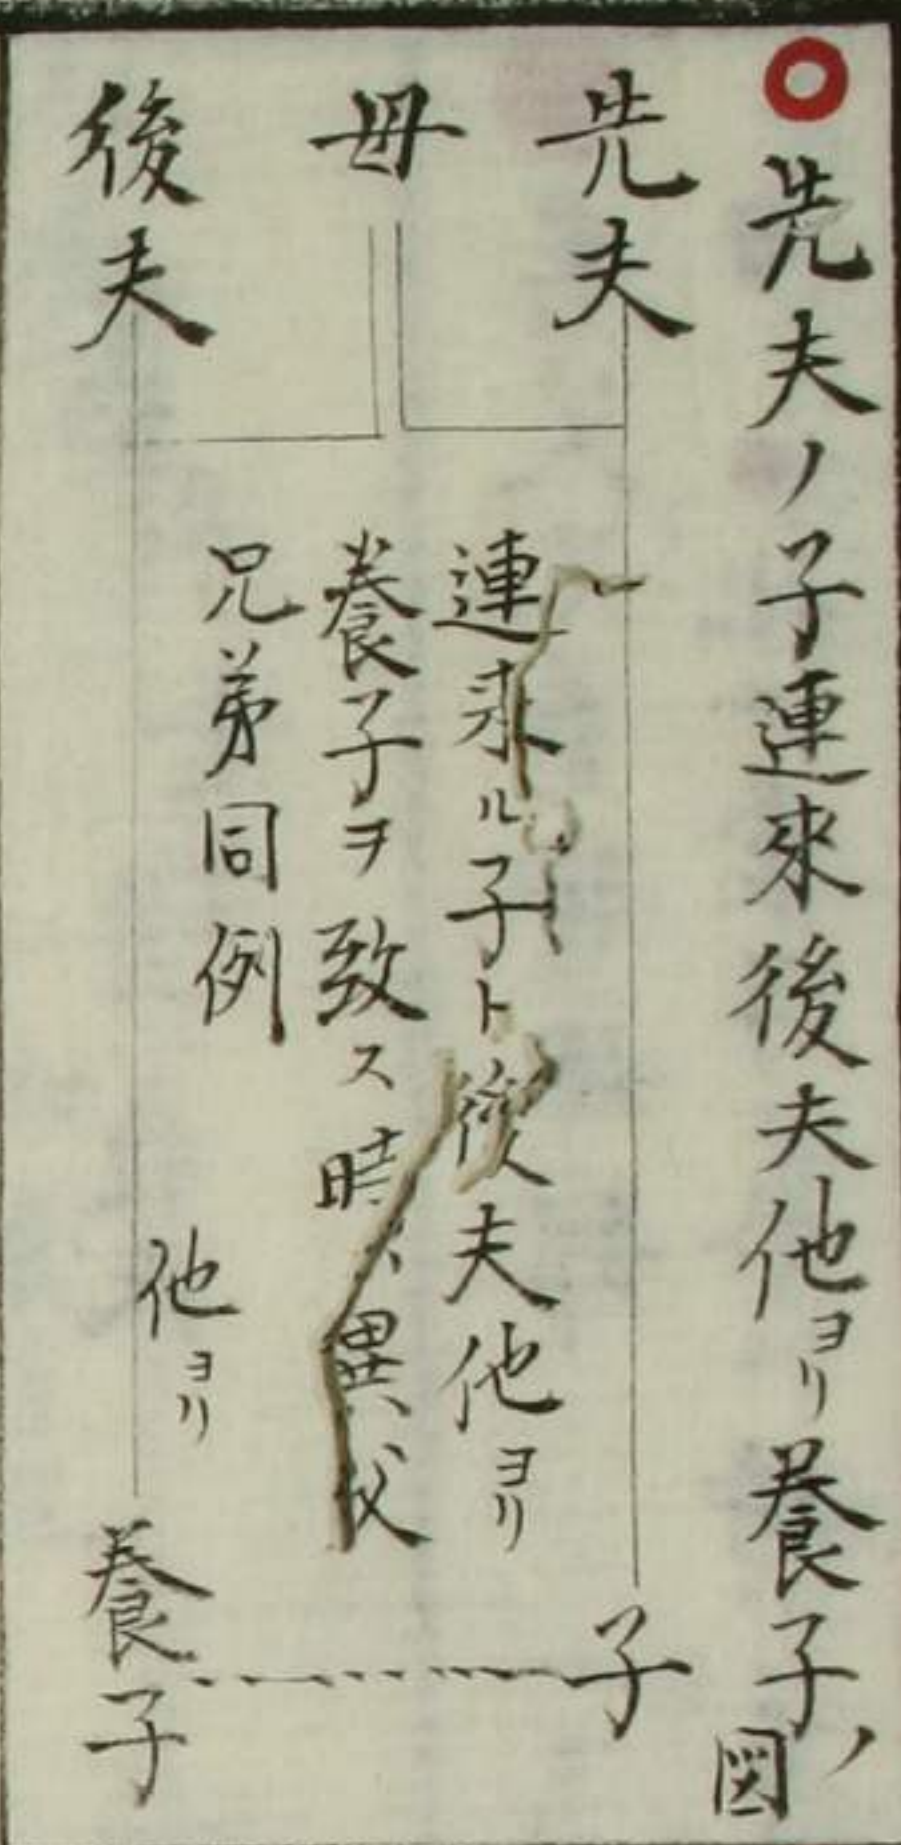 先夫ノ子連來後夫他ヨリ養子ノ図
先夫
母
後夫
連来ル子ト後夫他ヨリ
養子ヲ致ス時ハ異父
兄弟同例
他ヨリ
子
養子